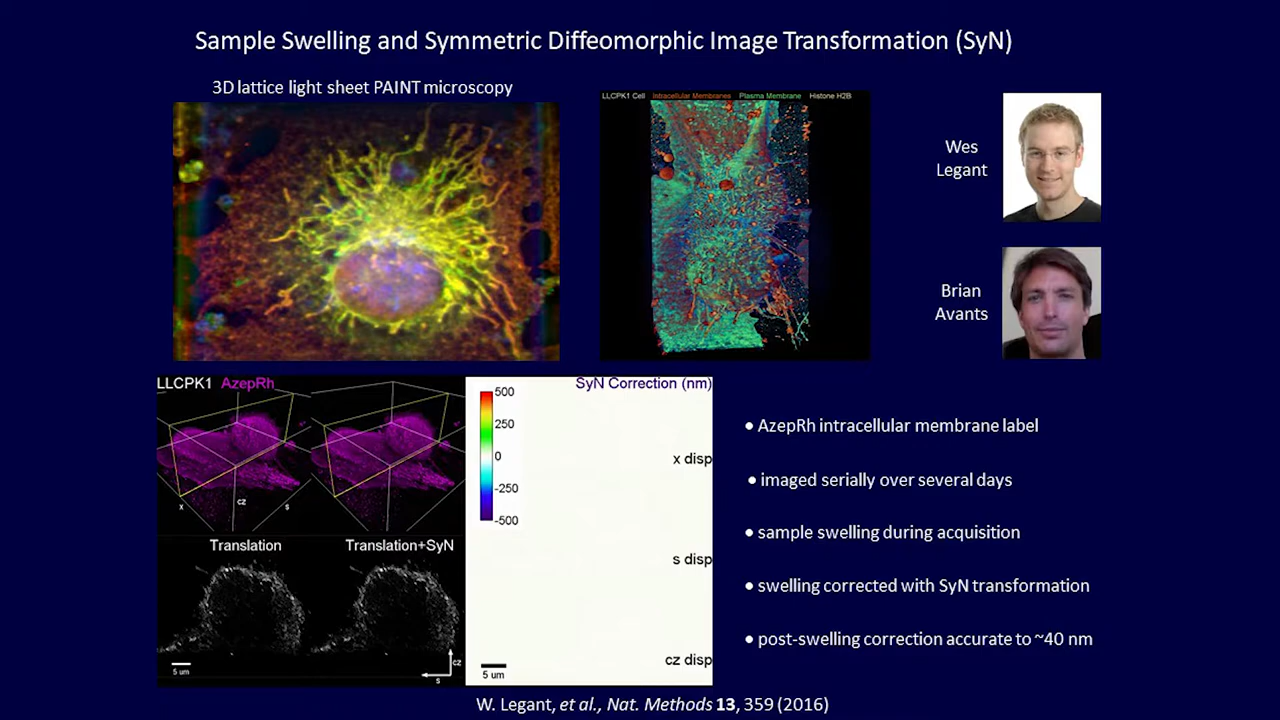 Sample Swelling and Symmetric Diffeomorphic Image Transformation (SyN)
3D lattice light sheet PAINT microscopy
LLCPK1 Cell Intracellular Membranes Plasma Membrane Histone H2B
Wes
Legant
Brian
Avants
LLCPK1 AzepRh
x
cz
s
Translation
Translation+SyN
5 um
cz
s
SyN Correction (nm)
500
250
0
-250
-500
x disp
s disp
cz disp
5 um
● AzepRh intracellular membrane label
● imaged serially over several days
● sample swelling during acquisition
● swelling corrected with SyN transformation
● post-swelling correction accurate to ~40 nm
W. Legant, et al., Nat. Methods 13, 359 (2016)